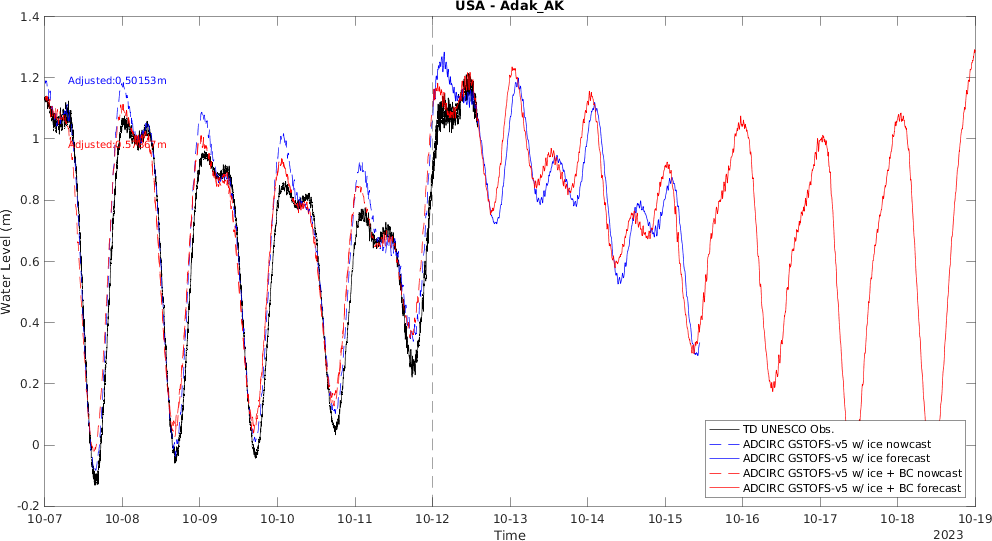 USA - Adak_AK
1.4
1.2
1
0.8
0.6
0.4
0.2
0
-0.2
Water Level (m)
Adjusted:0.50153m
TD UNESCO Obs.
ADCIRC GSTOFS-v5 w/ ice nowcast
ADCIRC GSTOFS-v5 w/ ice forecast
ADCIRC GSTOFS-v5 w/ ice + BC nowcast
ADCIRC GSTOFS-v5 w/ ice + BC forecast
10-07 10-08 10-09 10-10 10-11 10-12 10-13 10-14 10-15 10-16 10-17 10-18 10-19
Time
2023